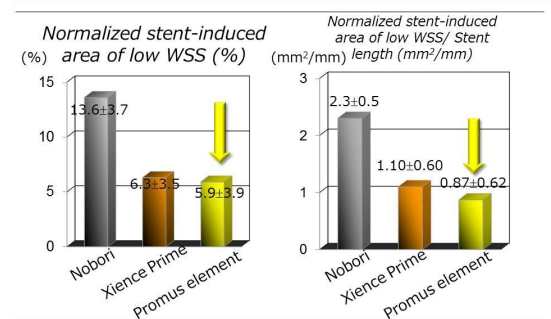 Normalized stent-induced
area of low WSS (%)
(%)
15
10
5
0
13.6±3.7
6.3±3.5
5.9±3.9
Nobori
Xience Prime
Promus element
Normalized stent-induced
area of low WSS/ Stent
length (mm²/mm)
(mm²/mm)
3
2
1
0
2.3±0.5
1.10±0.60
0.87±0.62
Nobori
Xience Prime
Promus element